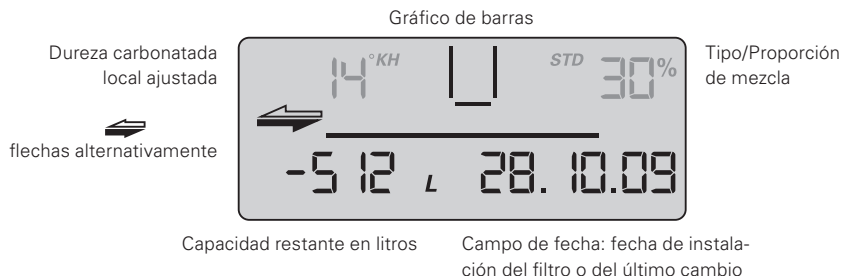 Gráfico de barras
Dureza carbonatada
local ajustada
14°KH
STD 30%
Tipo/Proporción
de mezcla
flechas alternativamente
-512 L 28.10.09
Capacidad restante en litros
Campo de fecha: fecha de instala-
ción del filtro o del último cambio